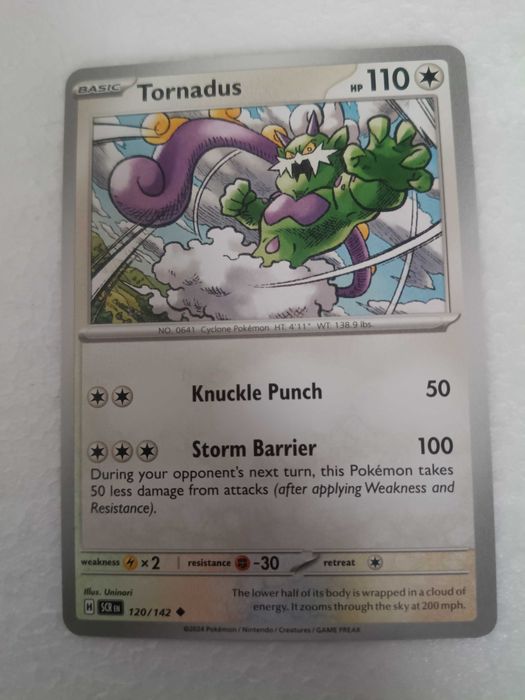 BASIC Tornadus HP 110
NO. 0641 Cyclone Pokémon HT: 4'11" WT: 138.9 lbs.
Knuckle Punch 50
Storm Barrier 100
During your opponent's next turn, this Pokémon takes
50 less damage from attacks (after applying Weakness and
Resistance).
weakness ×2 resistance -30 retreat
Illus. Uninori
The lower half of its body is wrapped in a cloud of
energy. It zooms through the sky at 200 mph.
H SCR EN 120/142
©2024 Pokémon / Nintendo / Creatures / GAME FREAK